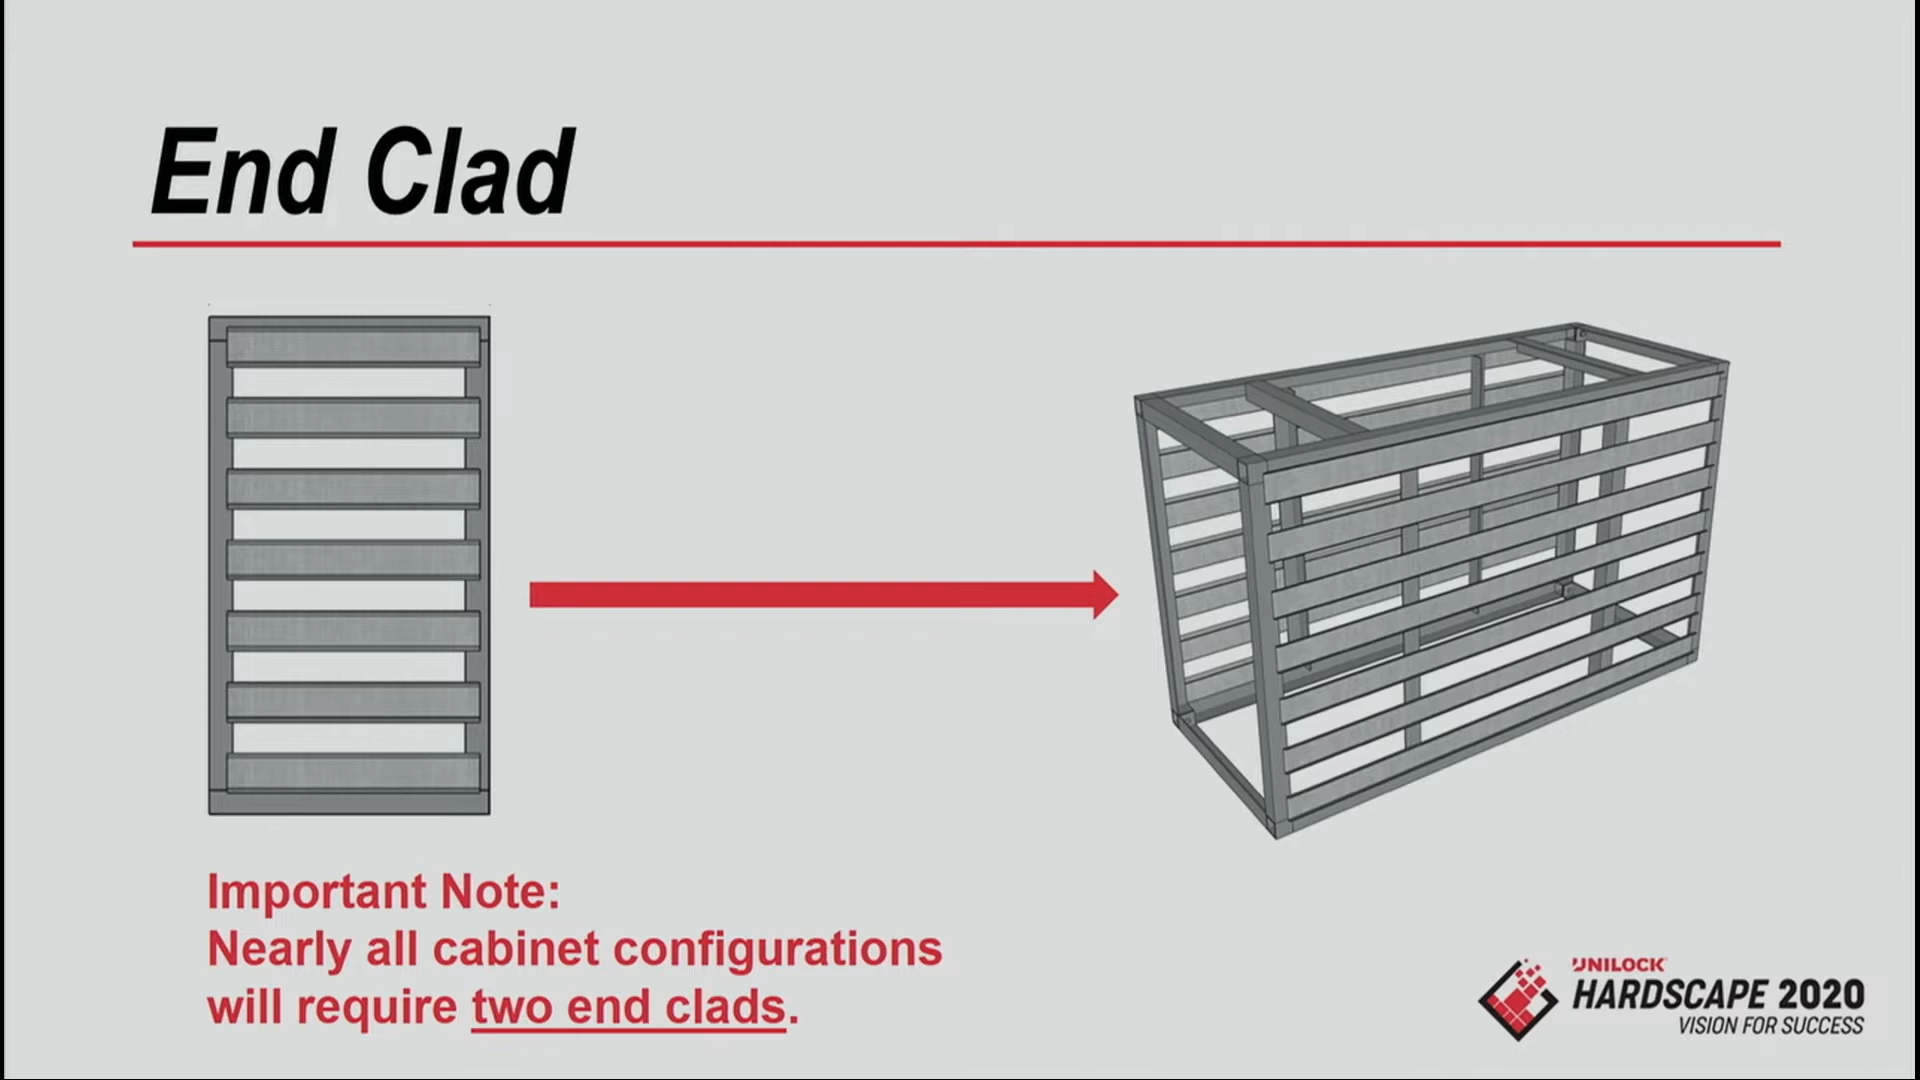 End Clad
Important Note:
Nearly all cabinet configurations
will require two end clads.
UNILOCK
HARDSCAPE 2020
VISION FOR SUCCESS